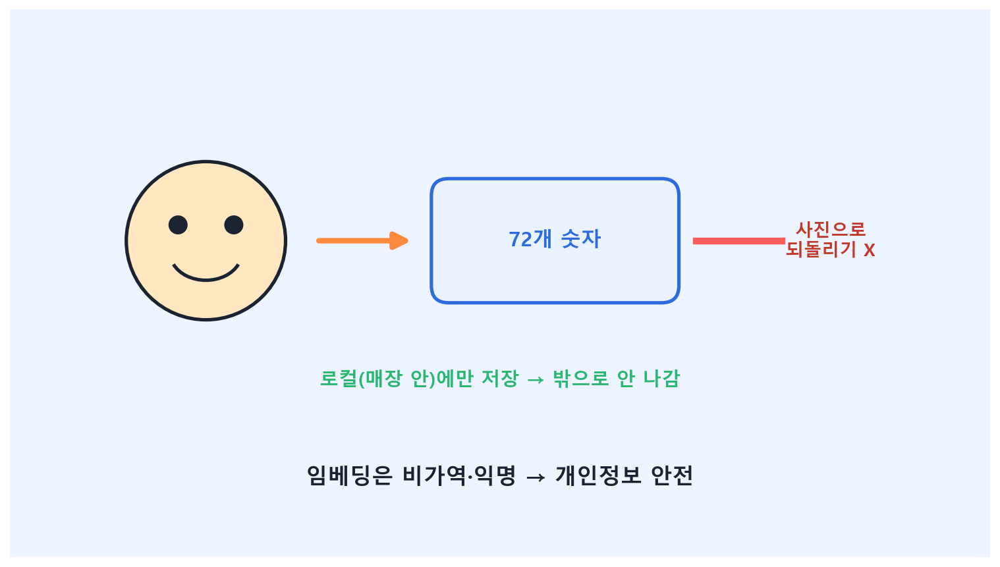 72개 숫자
사진으로
되돌리기 X
로컬(매장 안)에만 저장 → 밖으로 안 나감
임베딩은 비가역·익명 → 개인정보 안전